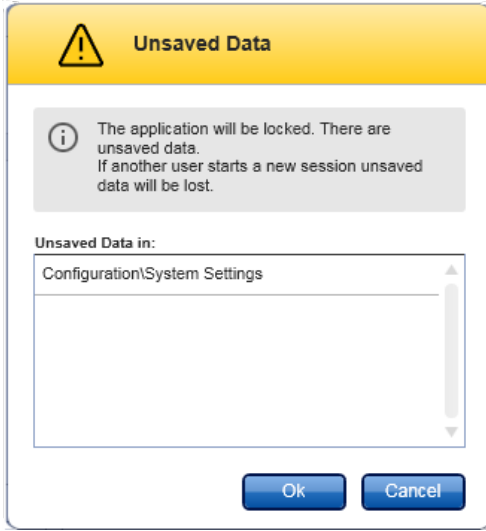 Unsaved Data
The application will be locked. There are
unsaved data.
If another user starts a new session unsaved
data will be lost.
Unsaved Data in:
Configuration\System Settings
Ok
Cancel